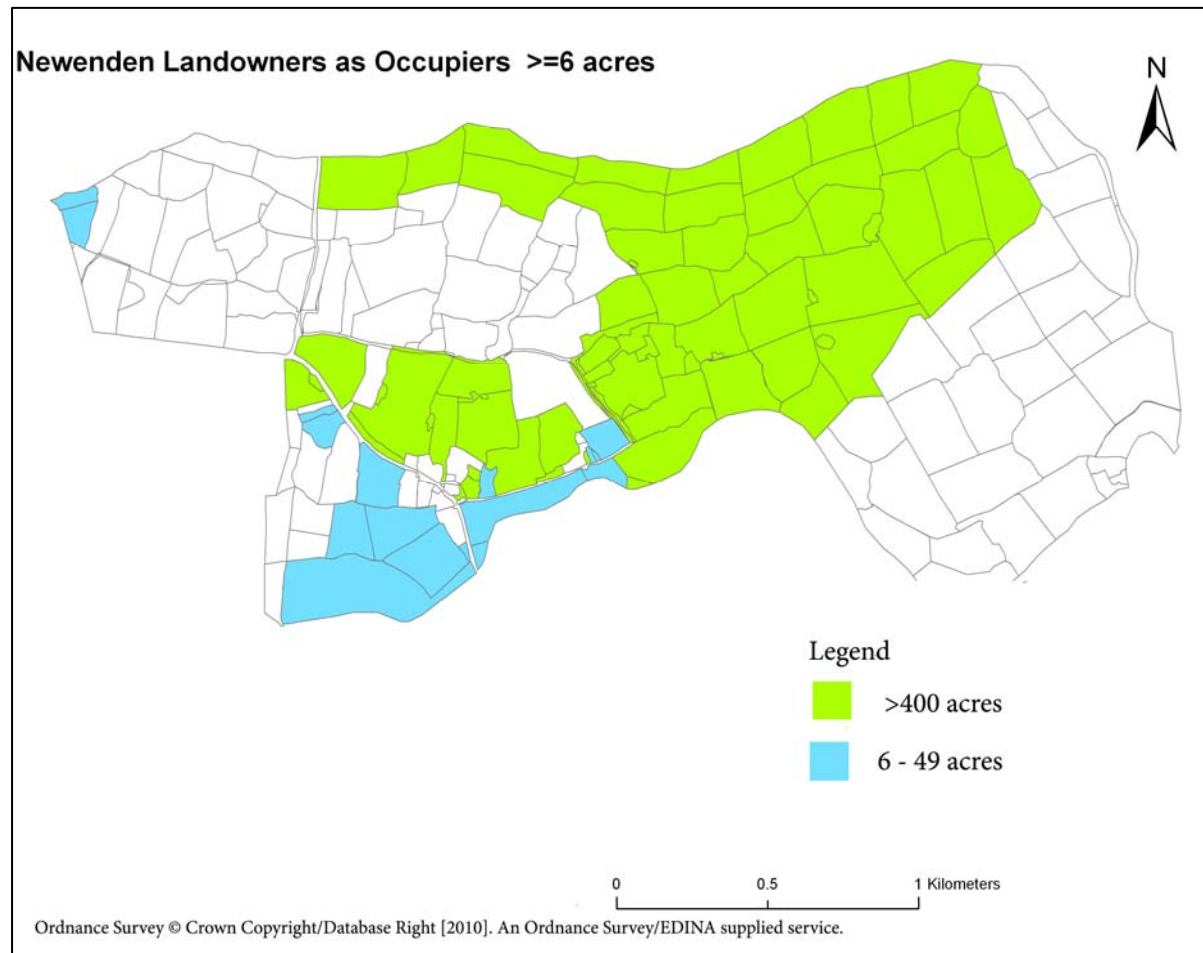 Newenden Landowners as Occupiers >=6 acres
N
Legend
>400 acres
6 - 49 acres
0 0.5 1 Kilometers
Ordnance Survey © Crown Copyright/Database Right [2010]. An Ordnance Survey/EDINA supplied service.